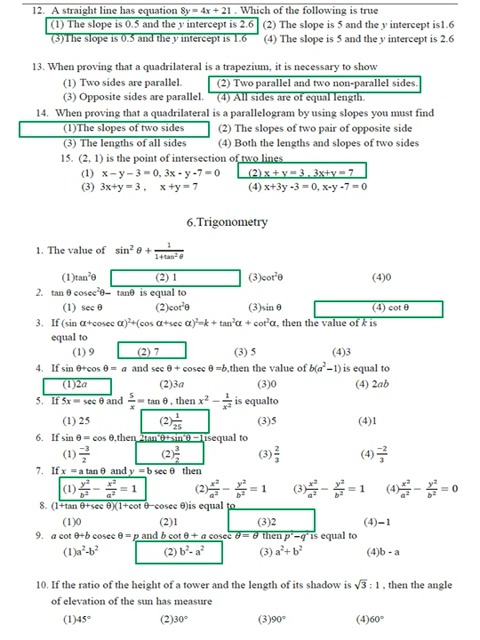 12. A straight line has equation 8y = 4x + 21 . Which of the following is true
(1) The slope is 0.5 and the y intercept is 2.6 (2) The slope is 5 and the y intercept is1.6
(3)The slope is 0.5 and the y intercept is 1.6 (4) The slope is 5 and the y intercept is 2.6
13. When proving that a quadrilateral is a trapezium, it is necessary to show
(1) Two sides are parallel. (2) Two parallel and two non-parallel sides.
(3) Opposite sides are parallel. (4) All sides are of equal length.
14. When proving that a quadrilateral is a parallelogram by using slopes you must find
(1)The slopes of two sides (2) The slopes of two pair of opposite side
(3) The lengths of all sides (4) Both the lengths and slopes of two sides
15. (2, 1) is the point of intersection of two lines
(1) x – y – 3 = 0, 3x - y -7 = 0 (2) x + y = 3 , 3x+y = 7
(3) 3x+y = 3 , x +y = 7 (4) x+3y -3 = 0, x-y -7 = 0
6.Trigonometry
1. The value of sin² θ + 1/(1+tan² θ)
(1)tan²θ (2) 1 (3)cot²θ (4)0
2. tan θ cosec²θ– tanθ is equal to
(1) sec θ (2)cot²θ (3)sin θ (4) cot θ
3. If (sin α+cosec α)²+(cos α+sec α)²=k + tan²α + cot²α, then the value of k is
equal to
(1) 9 (2) 7 (3) 5 (4)3
4. If sin θ+cos θ = a and sec θ + cosec θ =b,then the value of b(a²–1) is equal to
(1)2a (2)3a (3)0 (4) 2ab
5. If 5x = sec θ and 5/x = tan θ , then x² – 1/x² is equalto
(1) 25 (2) 1/25 (3)5 (4)1
6. If sin θ = cos θ,then 2tan²θ+sin²θ –1isequal to
(1) –3/2 (2) 3/2 (3) 2/3 (4) –2/3
7. If x = a tan θ and y = b sec θ then
(1) y²/b² – x²/a² = 1 (2) x²/a² – y²/b² = 1 (3) x²/a² – y²/b² = 1 (4) x²/a² – y²/b² = 0
8. (1+tan θ+sec θ)(1+cot θ–cosec θ)is equal to
(1)0 (2)1 (3)2 (4)–1
9. a cot θ+b cosec θ = p and b cot θ + a cosec θ = then p²–q² is equal to
(1)a²-b² (2) b²- a² (3) a²+ b² (4)b - a
10. If the ratio of the height of a tower and the length of its shadow is √3 : 1 , then the angle
of elevation of the sun has measure
(1)45° (2)30° (3)90° (4)60°